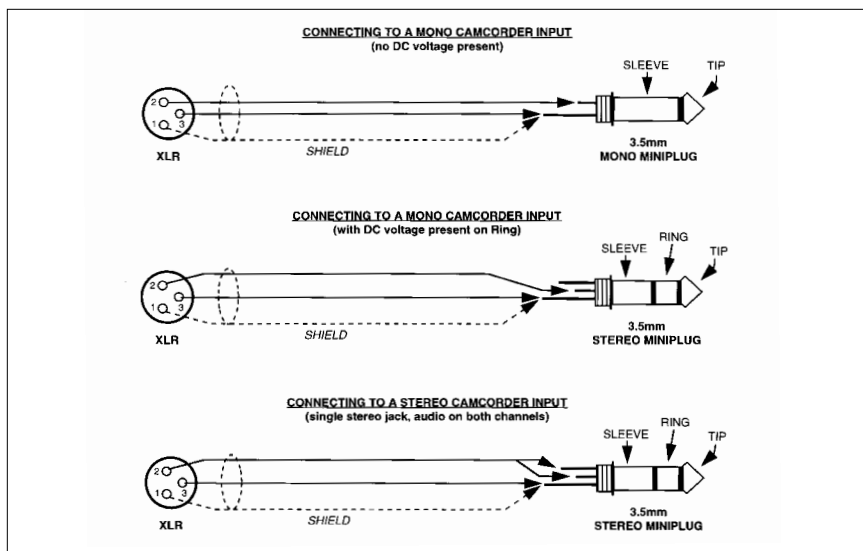 CONNECTING TO A MONO CAMCORDER INPUT
(no DC voltage present)
SLEEVE
TIP
2
3
1
XLR
SHIELD
3.5mm
MONO MINIPLUG
CONNECTING TO A MONO CAMCORDER INPUT
(with DC voltage present on Ring)
SLEEVE
RING
TIP
2
3
1
XLR
SHIELD
3.5mm
STEREO MINIPLUG
CONNECTING TO A STEREO CAMCORDER INPUT
(single stereo jack, audio on both channels)
SLEEVE
RING
TIP
2
3
1
XLR
SHIELD
3.5mm
STEREO MINIPLUG